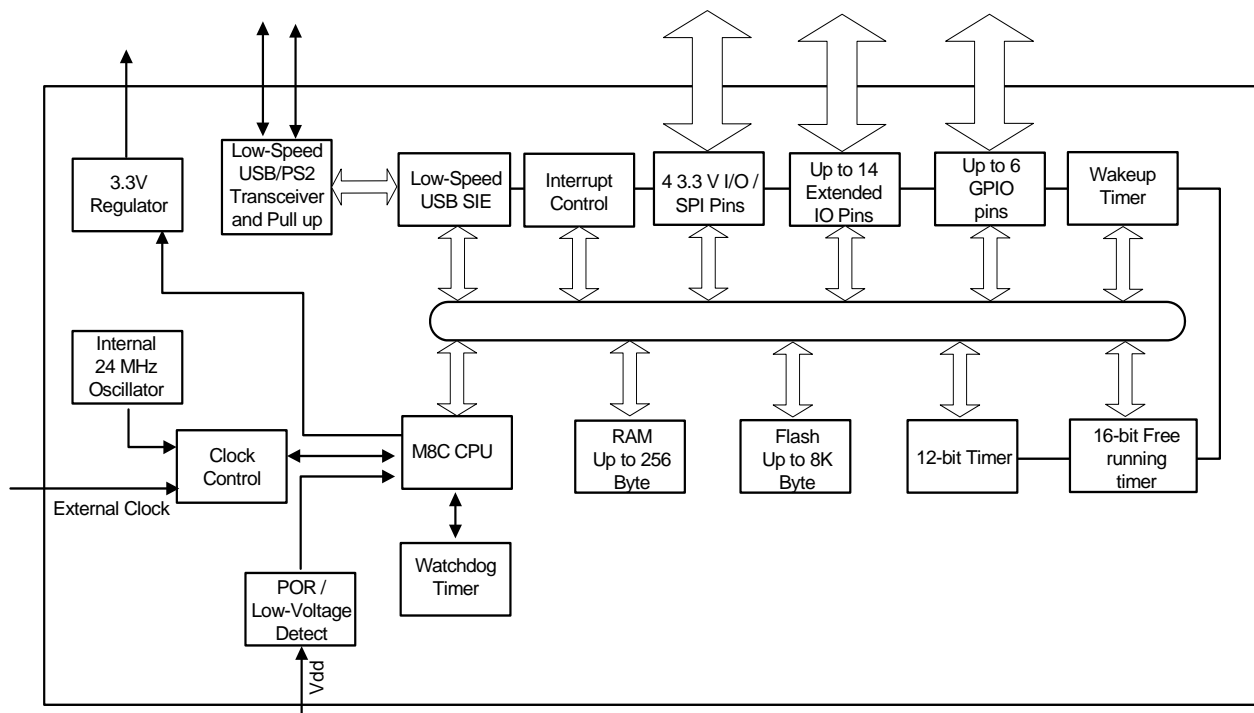 3.3V
Regulator
Low-Speed
USB/PS2
Transceiver
and Pull up
Low-Speed
USB SIE
Interrupt
Control
4 3.3 V I/O /
SPI Pins
Up to 14
Extended
IO Pins
Up to 6
GPIO
pins
Wakeup
Timer
Internal
24 MHz
Oscillator
Clock
Control
External Clock
M8C CPU
RAM
Up to 256
Byte
Flash
Up to 8K
Byte
12-bit Timer
16-bit Free
running
timer
Watchdog
Timer
POR /
Low-Voltage
Detect
Vdd